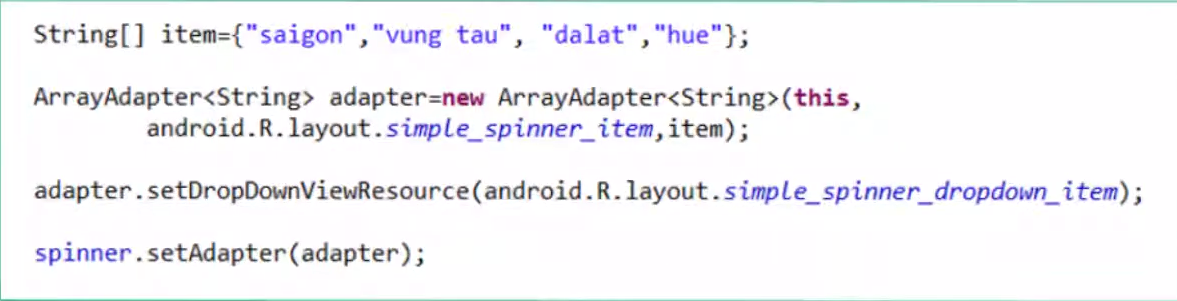 String[] item={"saigon","vung tau", "dalat","hue"};
ArrayAdapter<String> adapter=new ArrayAdapter<String>(this,
android.R.layout.simple_spinner_item,item);
adapter.setDropDownViewResource(android.R.layout.simple_spinner_dropdown_item);
spinner.setAdapter(adapter);